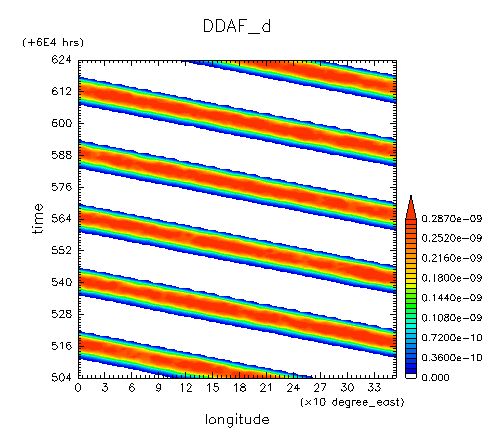 DDAF_d
(+6E4 hrs)
624
612
600
588
576
564
552
540
528
516
504
time
0 3 6 9 12 15 18 21 24 27 30 33
(×10 degree_east)
longitude
0.2870e-09
0.2520e-09
0.2160e-09
0.1800e-09
0.1440e-09
0.1080e-09
0.7200e-10
0.3600e-10
0.000